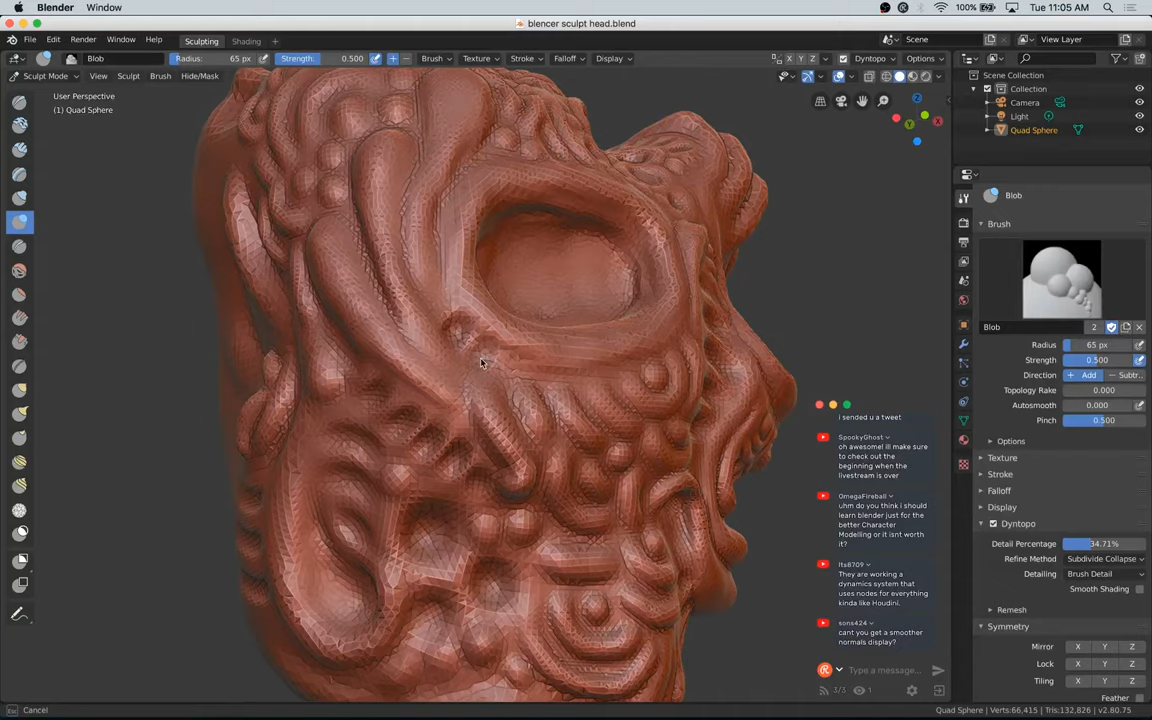 Blender Window 100% Tue 11:05 AM
blencer sculpt head.blend
File Edit Render Window Help Sculpting Shading + Scene View Layer
Blob Radius: 65 px Strength: 0.500 Brush Texture Stroke Falloff Display X Y Z Dyntopo Options
Sculpt Mode View Sculpt Brush Hide/Mask
User Perspective
(1) Quad Sphere
Z
Y
X
Scene Collection
Collection
Camera
Light
Quad Sphere
Blob
Brush
Blob 2
Radius 65 px
Strength 0.500
Direction + Add — Subtr..
Topology Rake 0.000
Autosmooth 0.000
Pinch 0.500
Options
Texture
Stroke
Falloff
Display
Dyntopo
Detail Percentage 34.71%
Refine Method Subdivide Collapse
Detailing Brush Detail
Smooth Shading
Remesh
Symmetry
Mirror X Y Z
Lock X Y Z
Tiling X Y Z
Feather
i sended u a tweet
SpookyGhost
oh awesome! ill make sure
to check out the
beginning when the
livestream is over
OmegaFireball
uhm do you think i should
learn blender just for the
better Character
Modelling or it isnt worth
it?
lts8709
They are working a
dynamics system that
uses nodes for everything
kinda like Houdini.
sons424
cant you get a smoother
normals display?
Type a message...
3/3 1
Cancel
Quad Sphere | Verts:66,415 | Tris:132,826 | v2.80.75